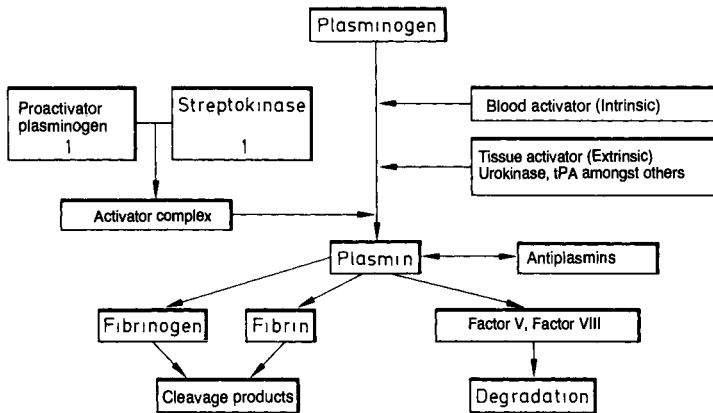 Plasminogen
Proactivator
plasminogen
1
Streptokinase
1
Blood activator (Intrinsic)
Tissue activator (Extrinsic)
Urokinase, tPA amongst others
Activator complex
Plasmin
Antiplasmins
Fibrinogen
Fibrin
Factor V, Factor VIII
Cleavage products
Degradation